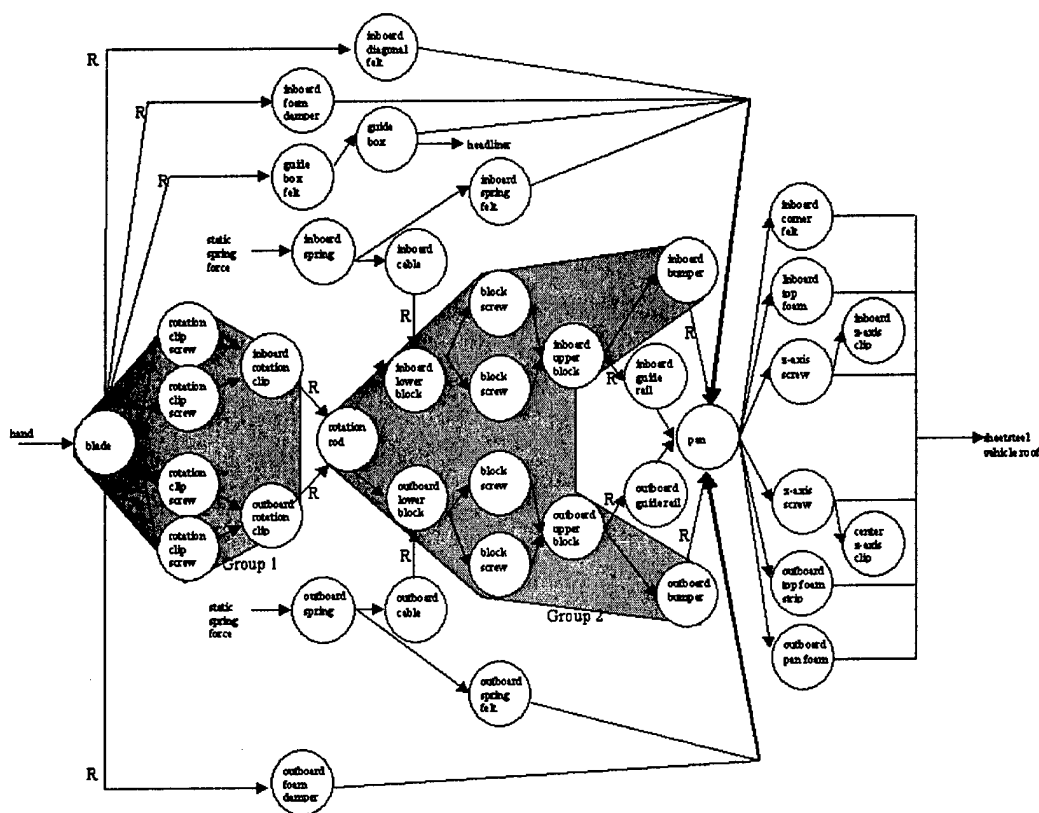 inboard
diagonal
felt
R
inboard
foam
damper
R
guide
box
headliner
guide
box
felt
R
inboard
spring
felt
static
spring
force
inboard
spring
inboard
cable
R
inboard
corner
felt
inboard
bumper
R
Inboard
top
foam
block
screw
inboard
z-axis
clip
rotation
clip
screw
inboard
rotation
clip
inboard
lower
block
inboard
upper
block
R
inboard
guide
rail
z-axis
screw
rotation
clip
screw
block
screw
R
hand
blade
rotation
rod
pan
sheetsteel
vehicle roof
rotation
clip
screw
R
outboard
rotation
clip
outboard
lower
block
block
screw
R
outboard
guide rail
z-axis
screw
rotation
clip
screw
Group 1
R
block
screw
outboard
upper
block
R
center
z-axis
clip
static
spring
force
outboard
spring
outboard
cable
Group 2
outboard
bumper
outboard
top foam
strip
outboard
pan foam
outboard
spring
felt
R
outboard
foam
damper